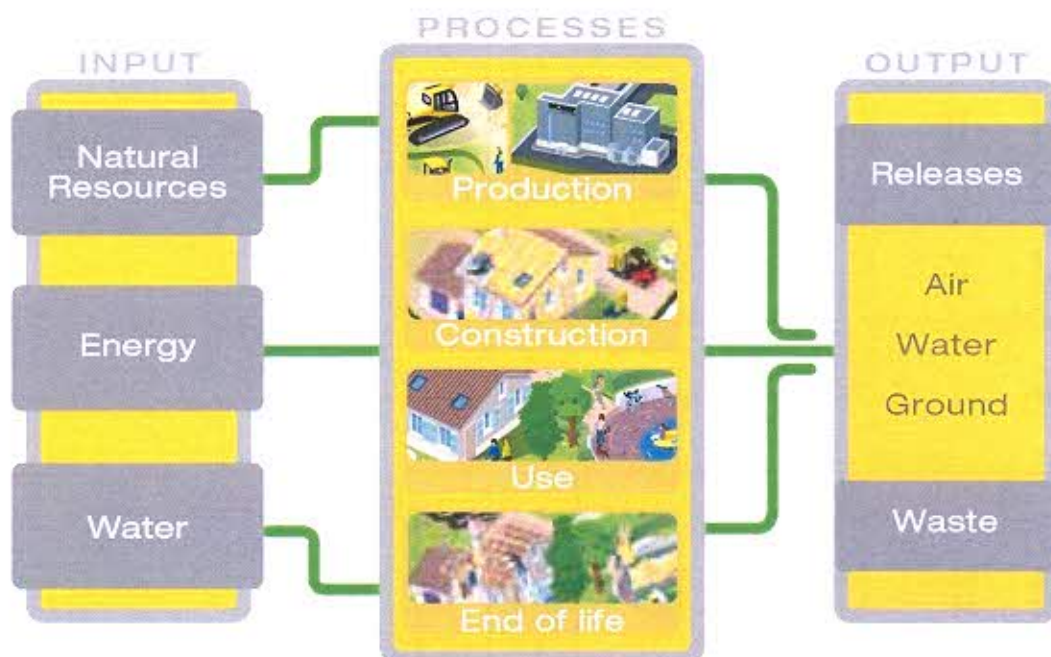 INPUT
Natural
Resources
Energy
Water
PROCESSES
Production
Construction
Use
End of life
OUTPUT
Releases
Air
Water
Ground
Waste